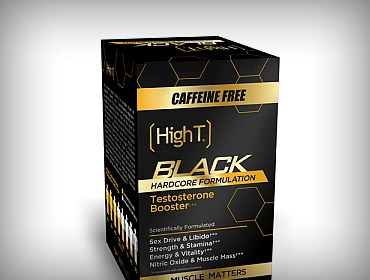 CAFFEINE FREE
[HighT.®
BLACK
HARDCORE FORMULATION
Testosterone
Booster***
Scientifically Formulated
Sex Drive & Libido***
Strength & Stamina***
Energy & Vitality***
Nitric Oxide & Muscle Mass***
MUSCLE MATTERS